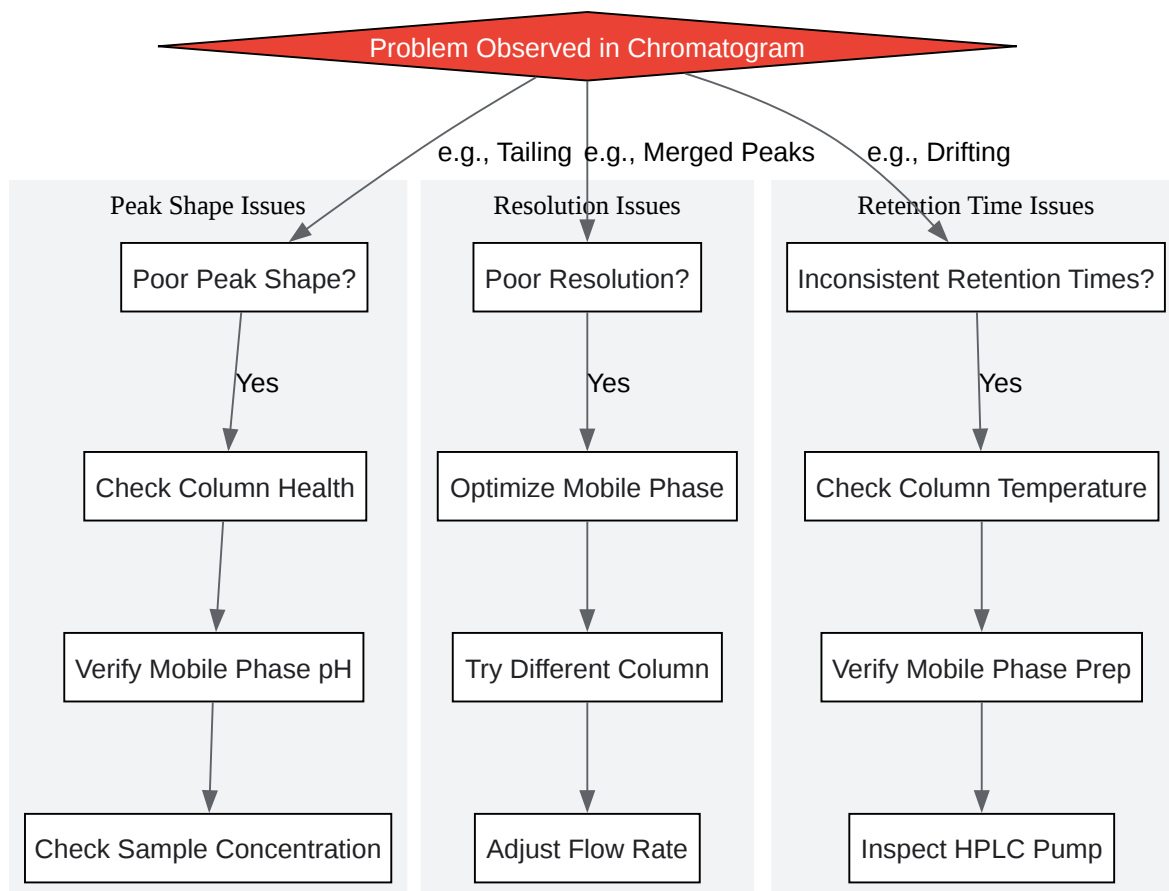 Problem Observed in Chromatogram
e.g., Tailing
e.g., Merged Peaks
e.g., Drifting
Peak Shape Issues
Resolution Issues
Retention Time Issues
Poor Peak Shape?
Poor Resolution?
Inconsistent Retention Times?
Yes
Yes
Yes
Check Column Health
Optimize Mobile Phase
Check Column Temperature
Verify Mobile Phase pH
Try Different Column
Verify Mobile Phase Prep
Check Sample Concentration
Adjust Flow Rate
Inspect HPLC Pump